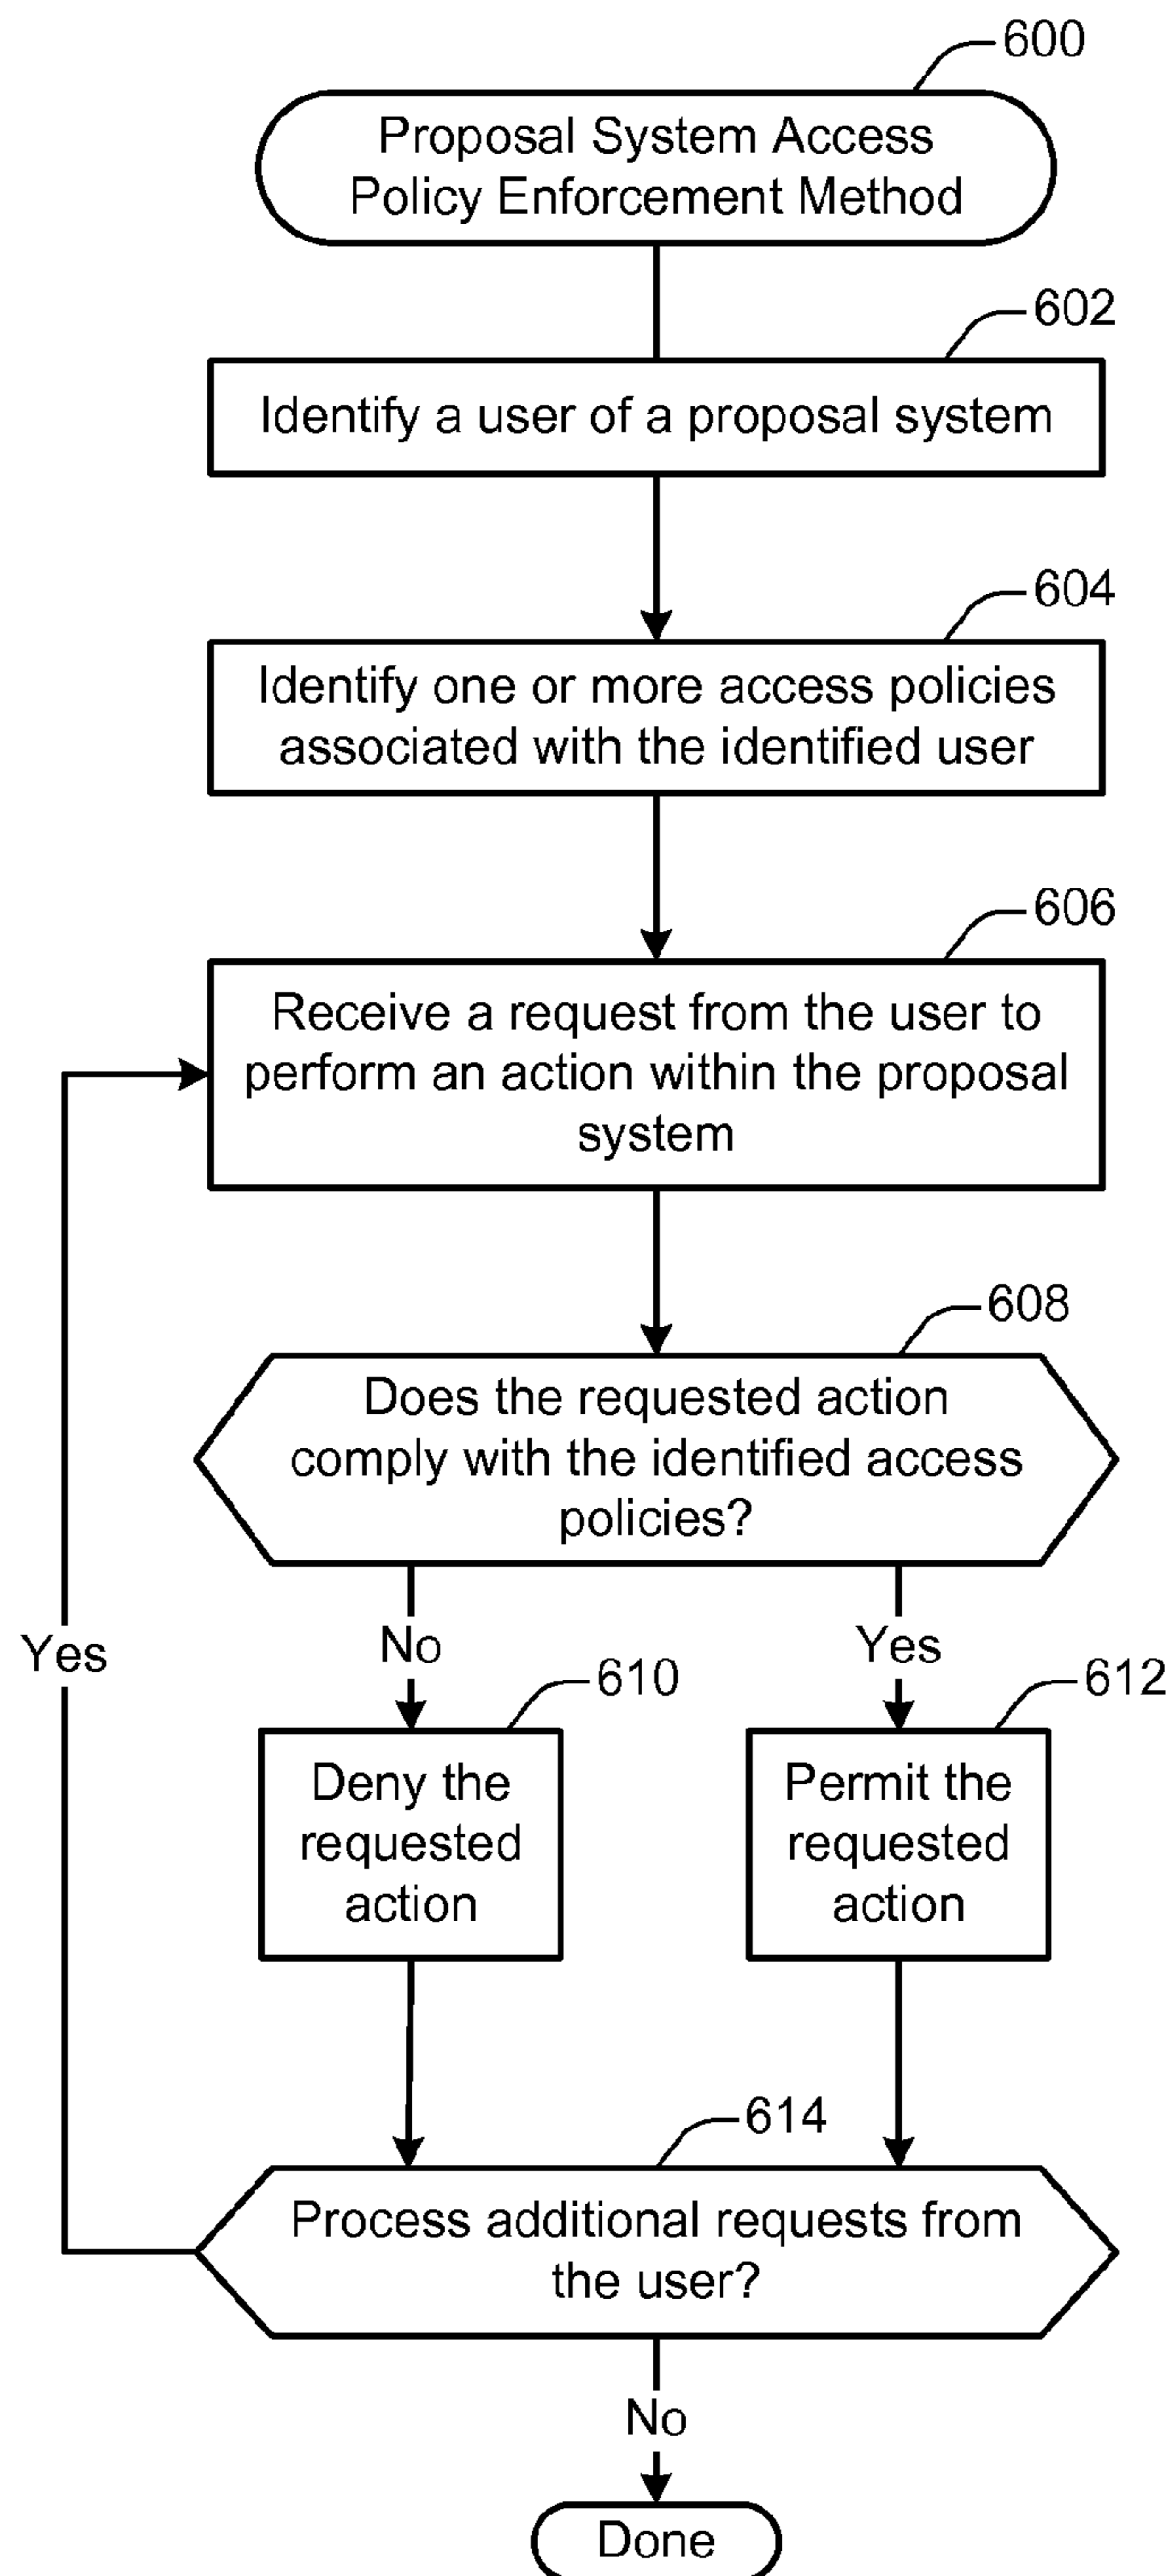 600
Proposal System Access
Policy Enforcement Method
602
Identify a user of a proposal system
604
Identify one or more access policies
associated with the identified user
606
Receive a request from the user to
perform an action within the proposal
system
608
Does the requested action
comply with the identified access
policies?
Yes
No
Yes
610
612
Deny the
requested
action
Permit the
requested
action
614
Process additional requests from
the user?
No
Done